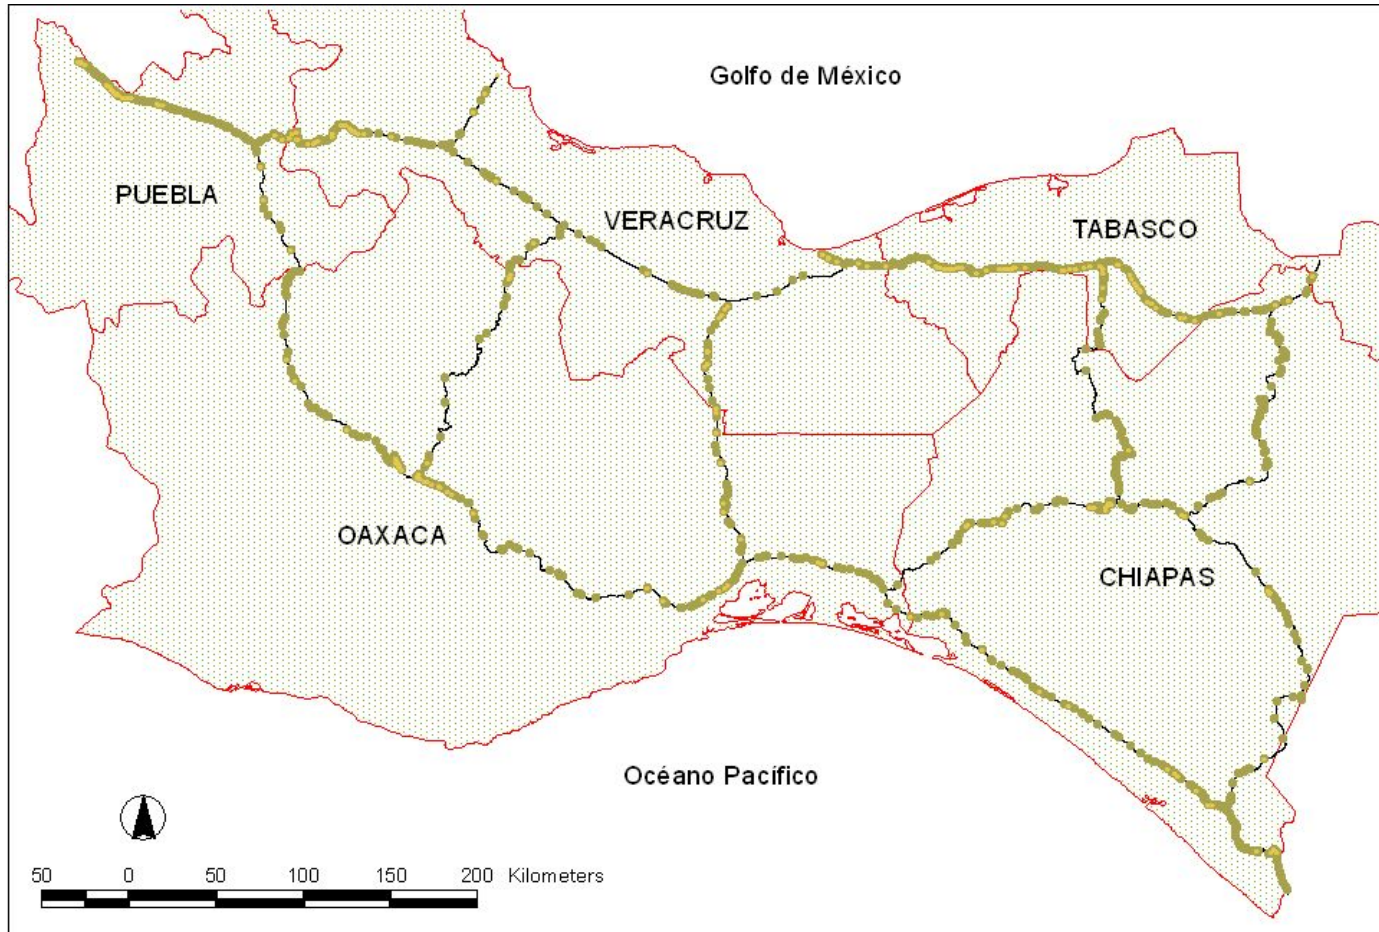 Golfo de México
PUEBLA
VERACRUZ
TABASCO
OAXACA
CHIAPAS
Océano Pacífico
50 0 50 100 150 200 Kilometers